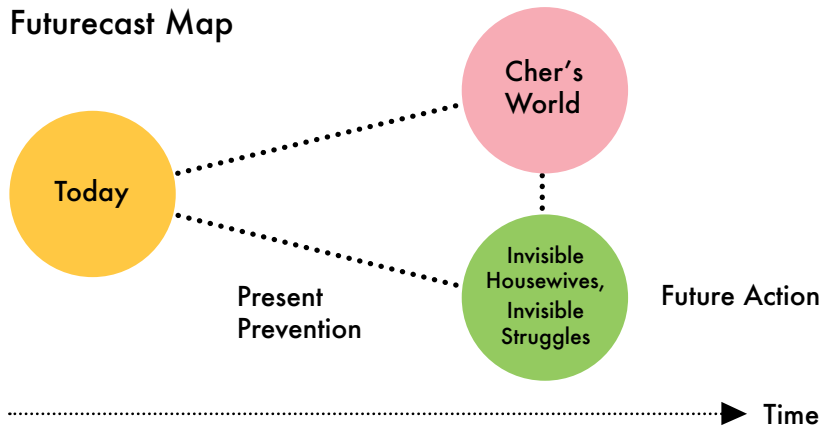 Futurecast Map
Cher’s
World
Today
Invisible
Housewives,
Invisible
Struggles
Present
Prevention
Future Action
Time